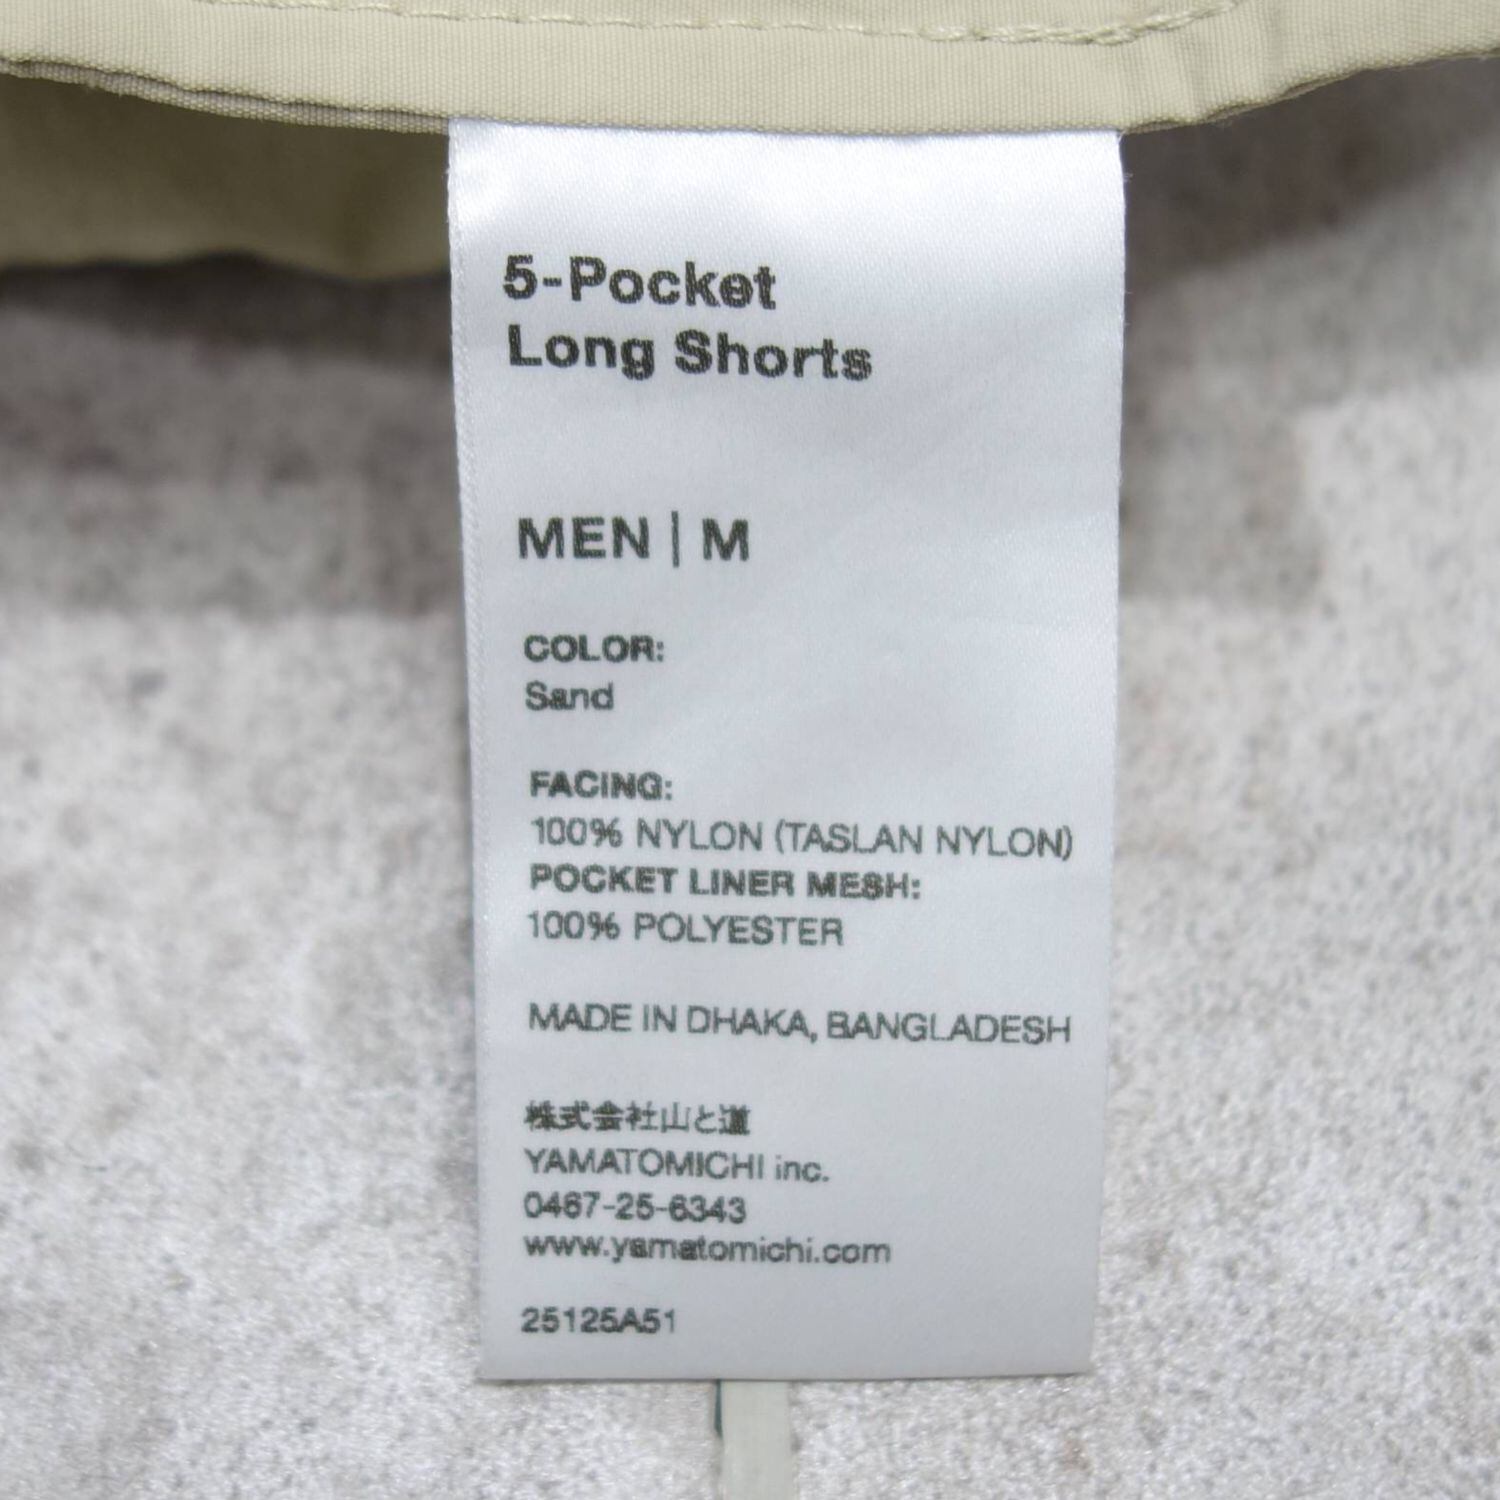 5-Pocket
Long Shorts
MEN | M
COLOR:
Sand
FACING:
100% NYLON (TASLAN NYLON)
POCKET LINER MESH:
100% POLYESTER
MADE IN DHAKA, BANGLADESH
株式会社山と道
YAMATOMICHI inc.
0467-25-6343
www.yamatomichi.com
25125A51